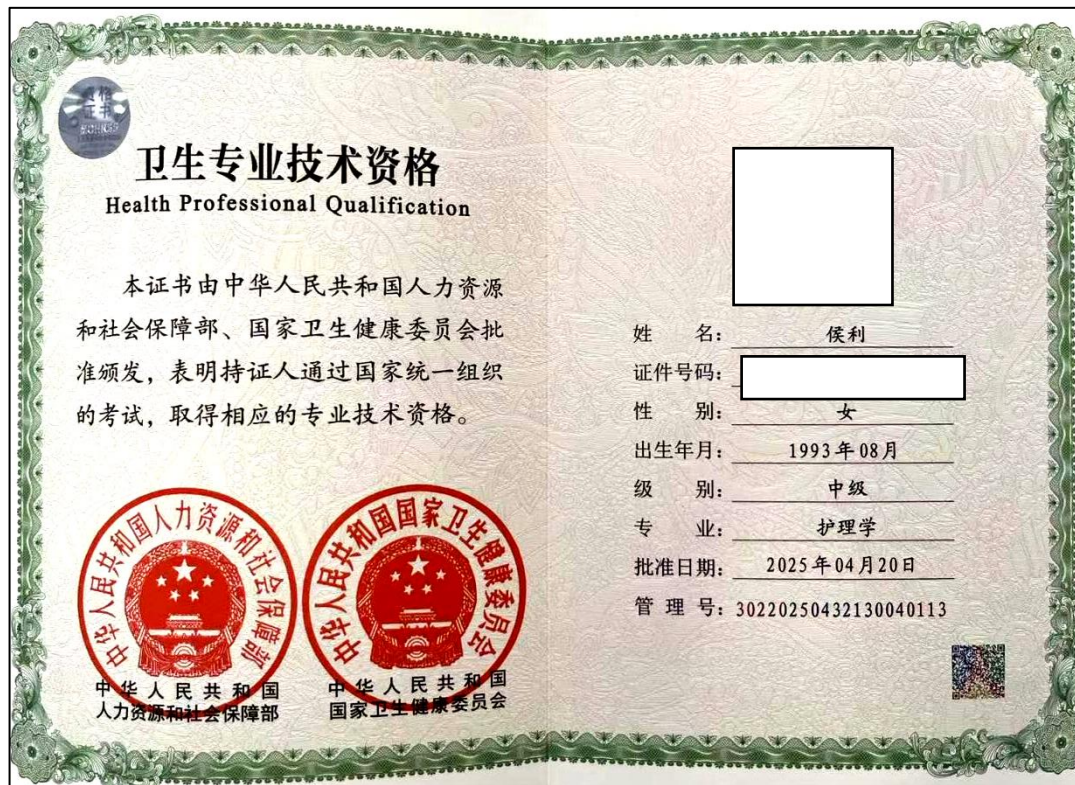 资格
证书
卫生专业技术资格
Health Professional Qualification
本证书由中华人民共和国人力资源
和社会保障部、国家卫生健康委员会批
准颁发，表明持证人通过国家统一组织
的考试，取得相应的专业技术资格。
中华人民共和国人力资源和社会保障部
中华人民共和国
人力资源和社会保障部
中华人民共和国国家卫生健康委员会
中华人民共和国
国家卫生健康委员会
姓 名： 侯利
证件号码：
性 别： 女
出生年月： 1993年08月
级 别： 中级
专 业： 护理学
批准日期： 2025年04月20日
管 理 号：30220250432130040113